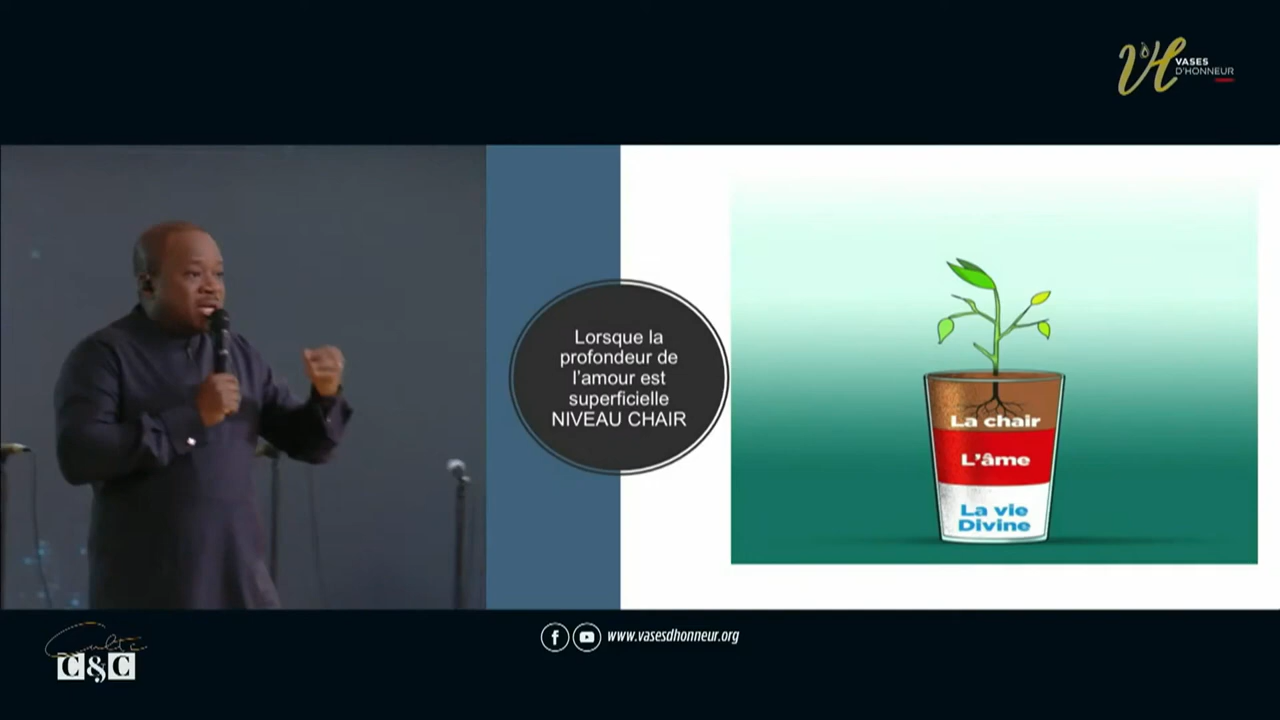 VASES
D'HONNEUR
Lorsque la
profondeur de
l'amour est
superficielle
NIVEAU CHAIR
La chair
L'âme
La vie
Divine
Culte
C&C
www.vasesdhonneur.org